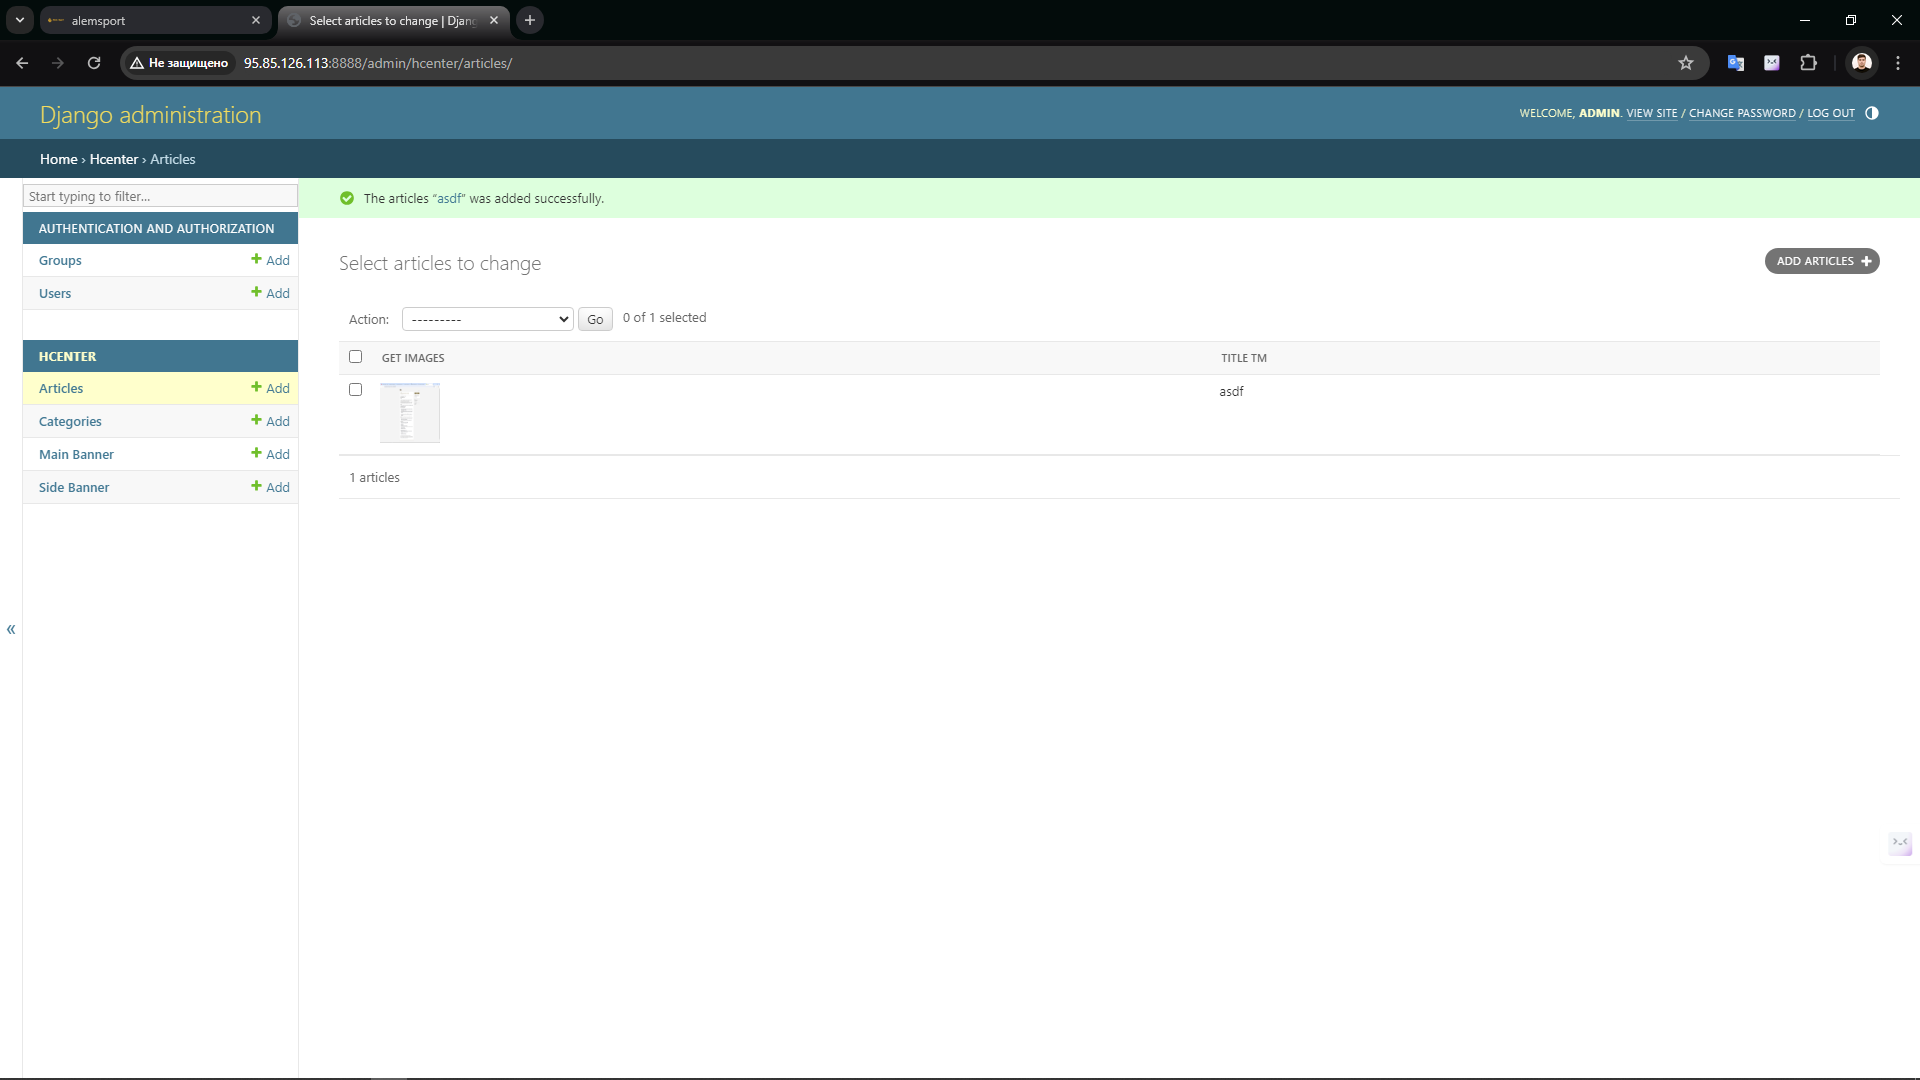 alemsport
Select articles to change | Djang
Не защищено
95.85.126.113:8888/admin/hcenter/articles/
Django administration
WELCOME, ADMIN. VIEW SITE / CHANGE PASSWORD / LOG OUT
Home › Hcenter › Articles
Start typing to filter...
The articles “asdf” was added successfully.
AUTHENTICATION AND AUTHORIZATION
Groups
Add
Users
Add
HCENTER
Articles
Add
Categories
Add
Main Banner
Add
Side Banner
Add
«
Select articles to change
ADD ARTICLES
Action:
---------
Go
0 of 1 selected
GET IMAGES
TITLE TM
asdf
1 articles